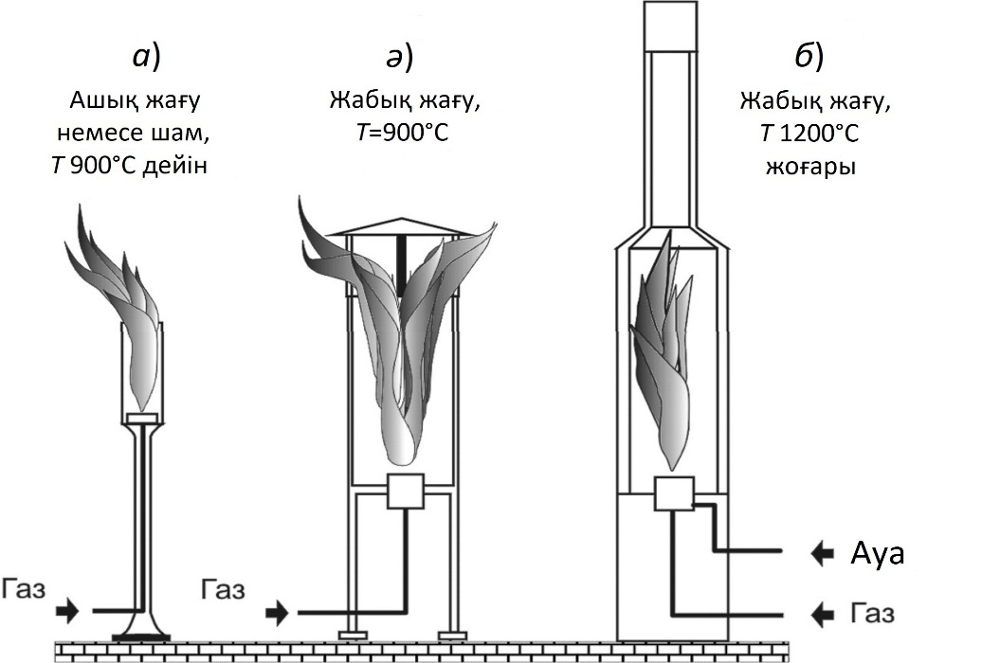 а)
Ашық жағу
немесе шам,
T 900°C дейін
ә)
Жабық жағу,
T=900°C
б)
Жабық жағу,
T 1200°C
жоғары
Газ
Газ
Ауа
Газ